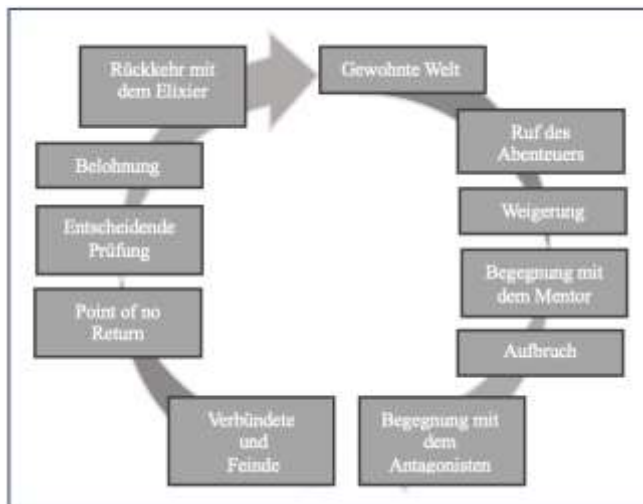 Gewohnte Welt
Ruf des
Abenteuers
Weigerung
Begegnung mit
dem Mentor
Aufbruch
Begegnung mit
dem
Antagonisten
Verbündete
und
Feinde
Point of no
Return
Entscheidende
Prüfung
Belohnung
Rückkehr mit
dem Elixier